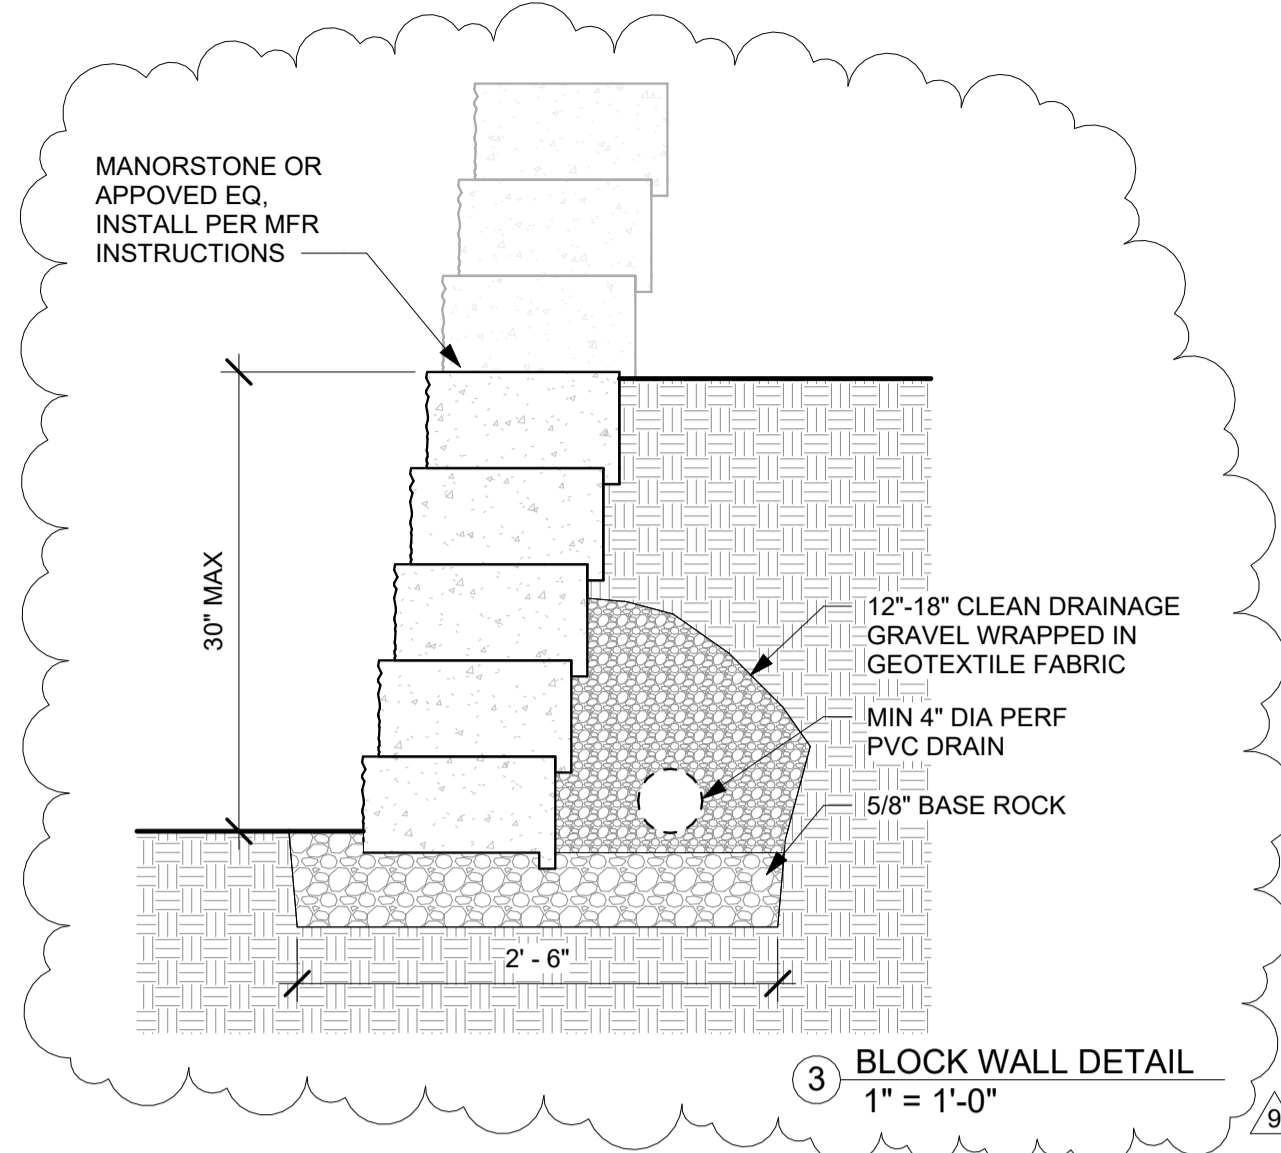 MANORSTONE OR
APPOVED EQ,
INSTALL PER MFR
INSTRUCTIONS
30" MAX
12"-18" CLEAN DRAINAGE
GRAVEL WRAPPED IN
GEOTEXTILE FABRIC
MIN 4" DIA PERF
PVC DRAIN
5/8" BASE ROCK
2' - 6"
3
BLOCK WALL DETAIL
1" = 1'-0"
9